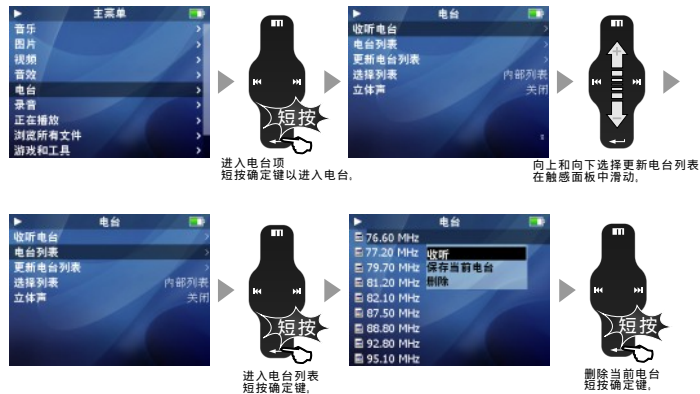 主菜单
音乐
图片
视频
音效
电台
录音
正在播放
浏览所有文件
游戏和工具
短按
进入电台项
短按确定键以进入电台,
电台
收听电台
电台列表
更新电台列表
选择列表 内部列表
立体声 关闭
向上和向下选择更新电台列表
在触感面板中滑动,
电台
收听电台
电台列表
更新电台列表
选择列表 内部列表
立体声 关闭
短按
进入电台列表
短按确定键,
电台
76.60 MHz
77.20 MHz 收听
79.70 MHz 保存当前电台
81.20 MHz 删除
82.10 MHz
87.50 MHz
88.80 MHz
92.80 MHz
95.10 MHz
短按
删除当前电台
短按确定键,